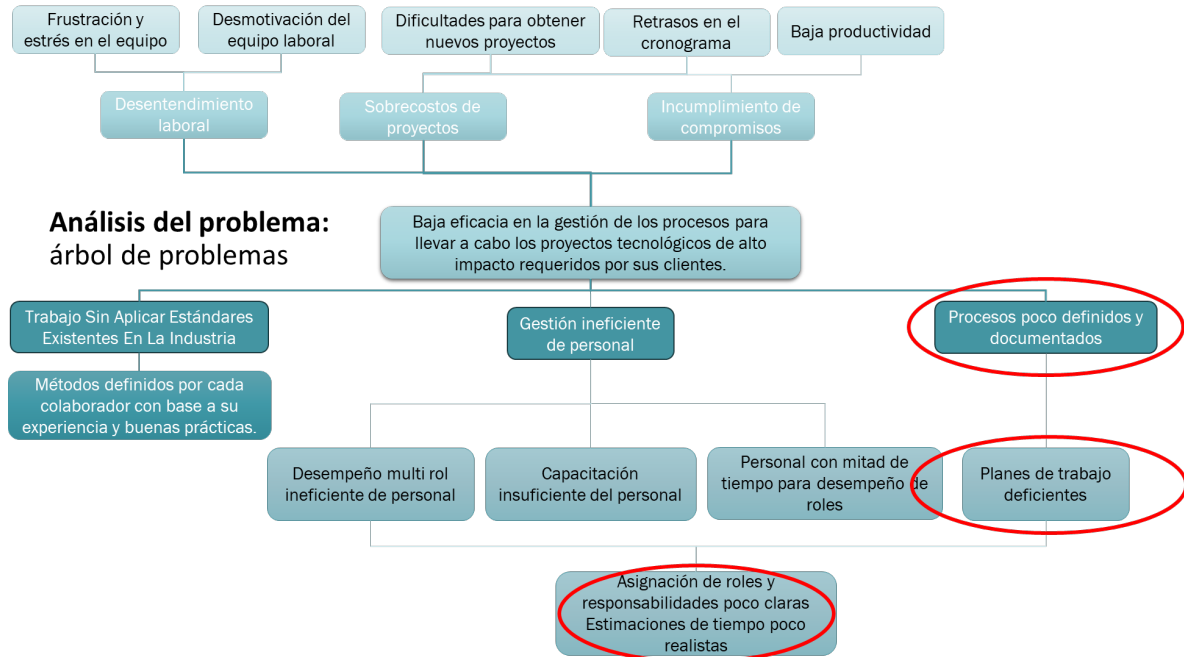 Frustración y
estrés en el equipo
Desmotivación del
equipo laboral
Dificultades para obtener
nuevos proyectos
Retrasos en el
cronograma
Baja productividad
Desentendimiento
laboral
Sobrecostos de
proyectos
Incumplimiento de
compromisos
Análisis del problema:
árbol de problemas
Baja eficacia en la gestión de los procesos para
llevar a cabo los proyectos tecnológicos de alto
impacto requeridos por sus clientes.
Trabajo Sin Aplicar Estándares
Existentes En La Industria
Gestión ineficiente
de personal
Procesos poco definidos y
documentados
Métodos definidos por cada
colaborador con base a su
experiencia y buenas prácticas.
Desempeño multi rol
ineficiente de personal
Capacitación
insuficiente del personal
Personal con mitad de
tiempo para desempeño de
roles
Planes de trabajo
deficientes
Asignación de roles y
responsabilidades poco claras
Estimaciones de tiempo poco
realistas